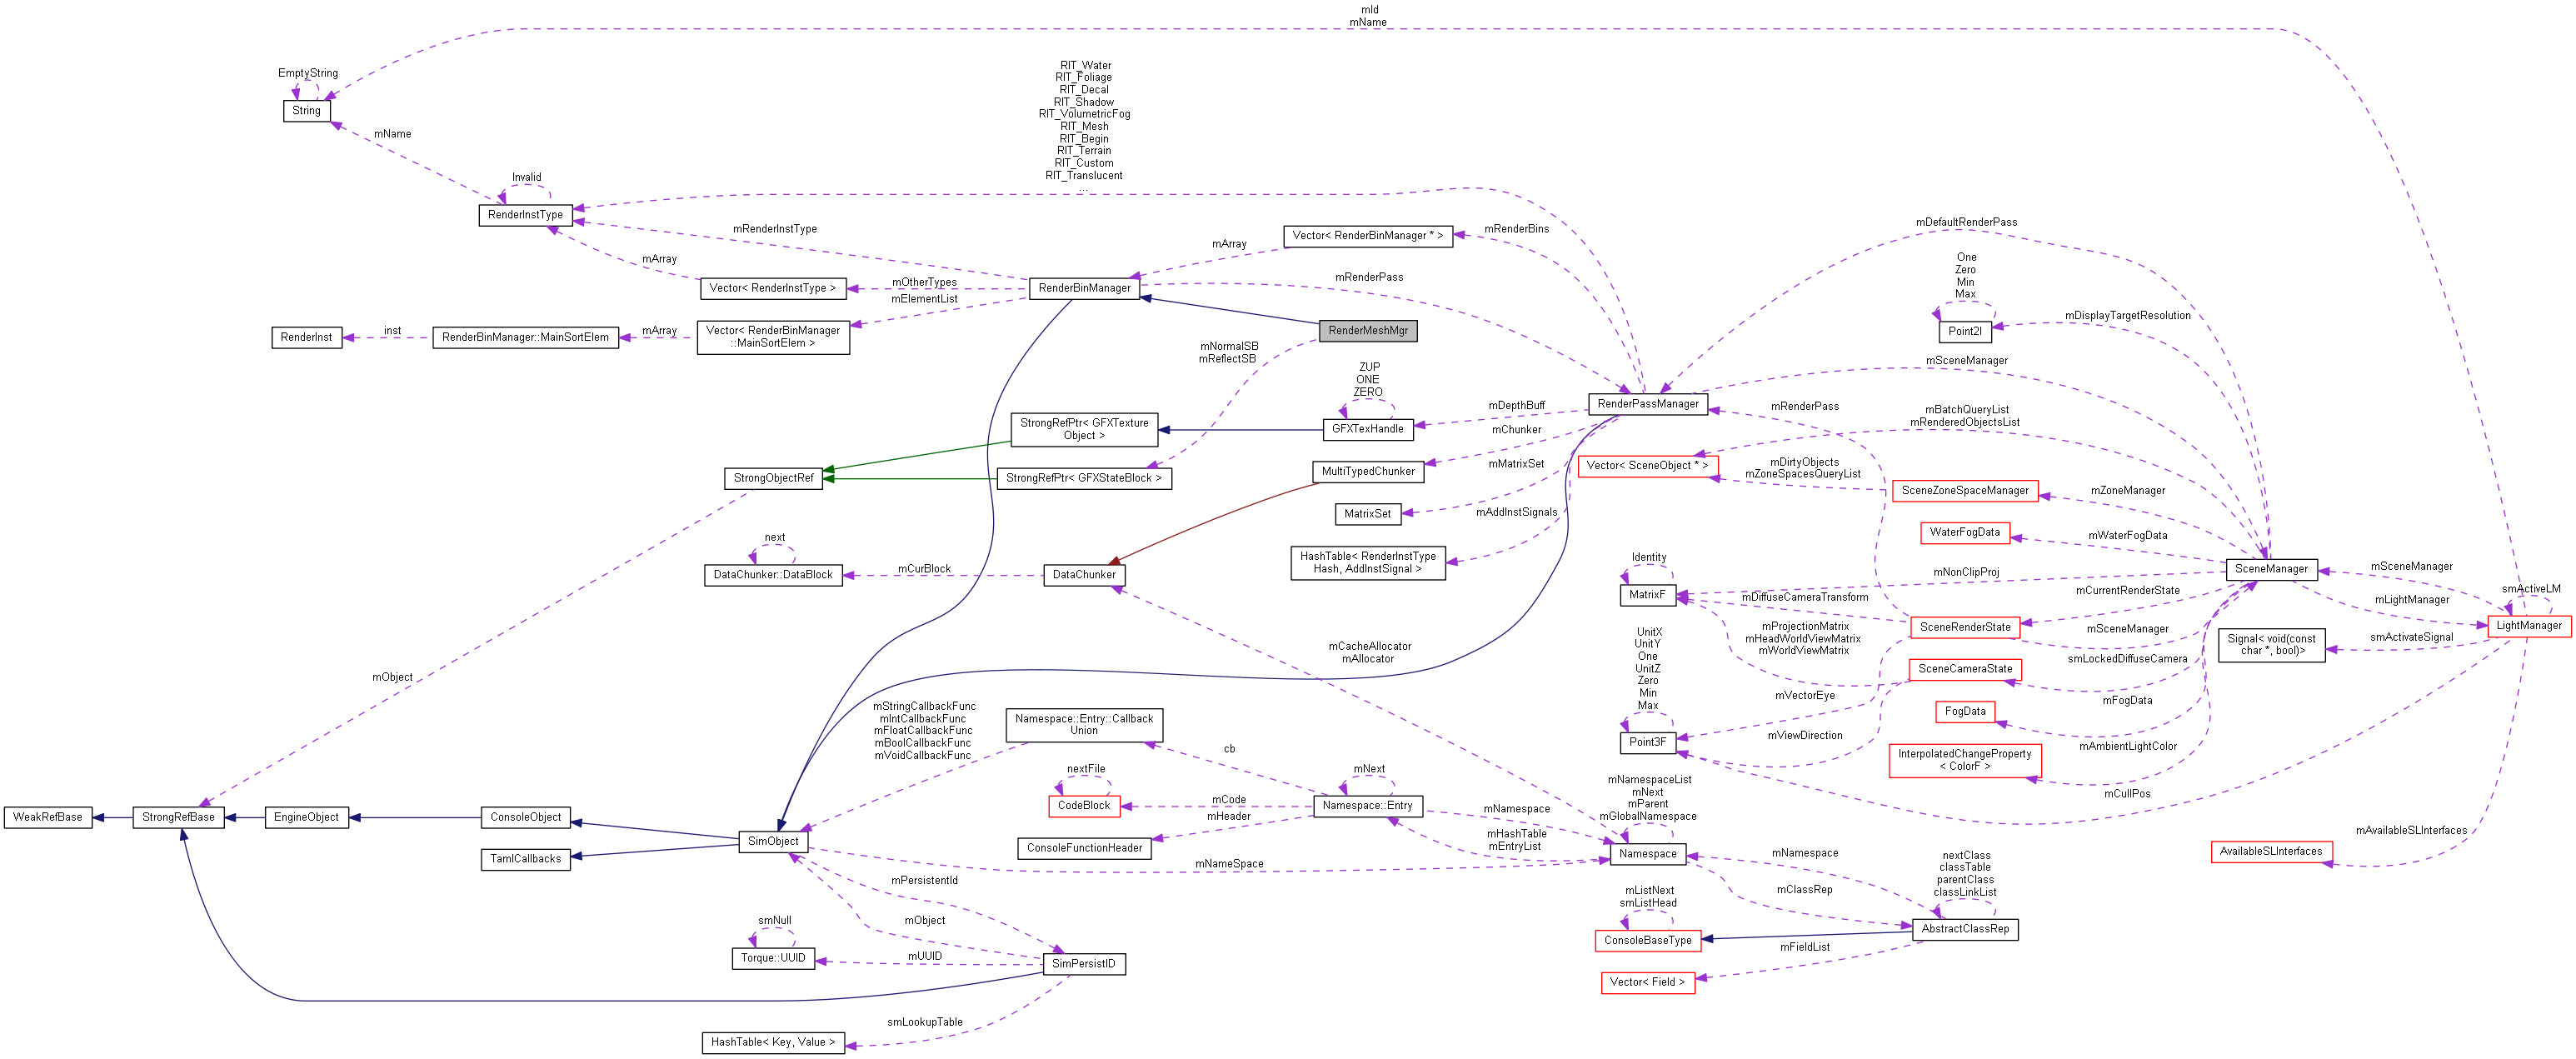 mId
mName
EmptyString
String
mName
RIT_Water
RIT_Foliage
RIT_Decal
RIT_Shadow
RIT_VolumetricFog
RIT_Mesh
RIT_Begin
RIT_Terrain
RIT_Custom
RIT_Translucent
...
Invalid
RenderInstType
mRenderInstType
mArray
Vector< RenderInstType >
mOtherTypes
mElementList
RenderBinManager
mArray
Vector< RenderBinManager * >
mRenderBins
mRenderPass
mDefaultRenderPass
One
Zero
Min
Max
Point2I
mDisplayTargetResolution
RenderInst
inst
RenderBinManager::MainSortElem
mArray
Vector< RenderBinManager
::MainSortElem >
RenderMeshMgr
mNormalSB
mReflectSB
ZUP
ONE
ZERO
GFXTexHandle
mDepthBuff
RenderPassManager
mSceneManager
mRenderPass
mBatchQueryList
mRenderedObjectsList
StrongRefPtr< GFXTexture
Object >
mChunker
MultiTypedChunker
mMatrixSet
Vector< SceneObject * >
mDirtyObjects
mZoneSpacesQueryList
SceneZoneSpaceManager
mZoneManager
StrongObjectRef
StrongRefPtr< GFXStateBlock >
MatrixSet
mAddInstSignals
WaterFogData
mWaterFogData
next
DataChunker::DataBlock
mCurBlock
DataChunker
HashTable< RenderInstType
Hash, AddInstSignal >
Identity
MatrixF
mNonClipProj
SceneManager
mSceneManager
smActiveLM
mDiffuseCameraTransform
mCurrentRenderState
mLightManager
LightManager
SceneRenderState
mProjectionMatrix
mHeadWorldViewMatrix
mWorldViewMatrix
mSceneManager
Signal< void(const
char *, bool)>
smActivateSignal
mCacheAllocator
mAllocator
UnitX
UnitY
One
UnitZ
Zero
Min
Max
Point3F
SceneCameraState
smLockedDiffuseCamera
mObject
mVectorEye
FogData
mFogData
mStringCallbackFunc
mIntCallbackFunc
mFloatCallbackFunc
mBoolCallbackFunc
mVoidCallbackFunc
Namespace::Entry::Callback
Union
cb
mViewDirection
InterpolatedChangeProperty
< ColorF >
mAmbientLightColor
mCullPos
WeakRefBase
StrongRefBase
EngineObject
ConsoleObject
TamlCallbacks
SimObject
nextFile
CodeBlock
mCode
mHeader
ConsoleFunctionHeader
mNext
Namespace::Entry
mNamespace
mHashTable
mEntryList
mNamespaceList
mNext
mParent
mGlobalNamespace
Namespace
mNameSpace
mAvailableSLInterfaces
AvailableSLInterfaces
mNamespace
mClassRep
nextClass
classTable
parentClass
classLinkList
AbstractClassRep
mPersistentId
mObject
smNull
Torque::UUID
mUUID
SimPersistID
mListNext
smListHead
ConsoleBaseType
mFieldList
Vector< Field >
smLookupTable
HashTable< Key, Value >